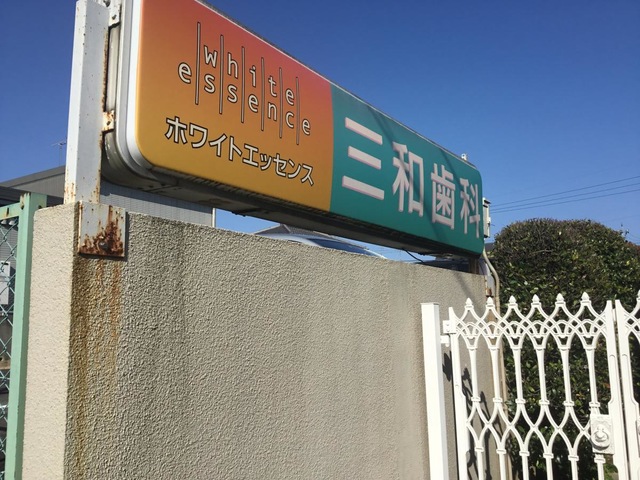 white
essence
ホワイトエッセンス
三和歯科